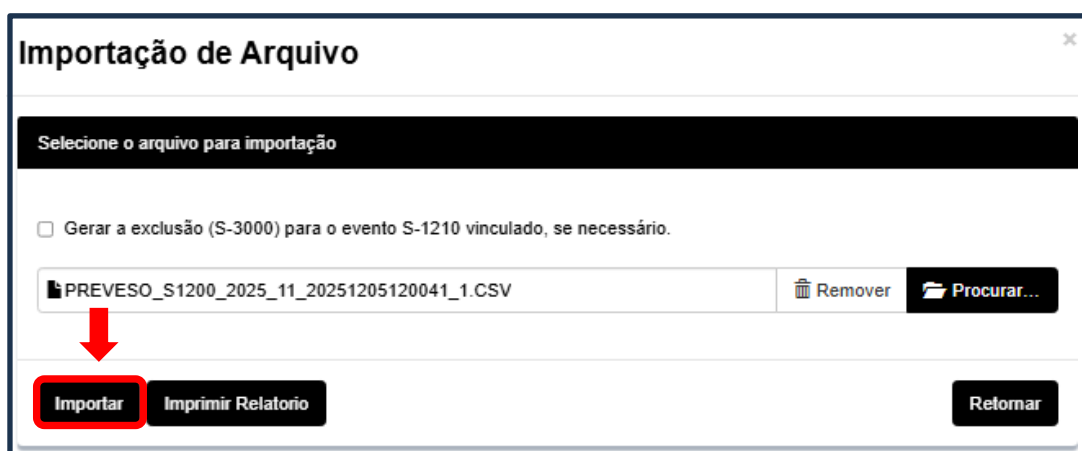 Importação de Arquivo
×
Selecione o arquivo para importação
Gerar a exclusão (S-3000) para o evento S-1210 vinculado, se necessário.
PREVESO_S1200_2025_11_20251205120041_1.CSV Remover Procurar...
Importar Imprimir Relatorio Retornar